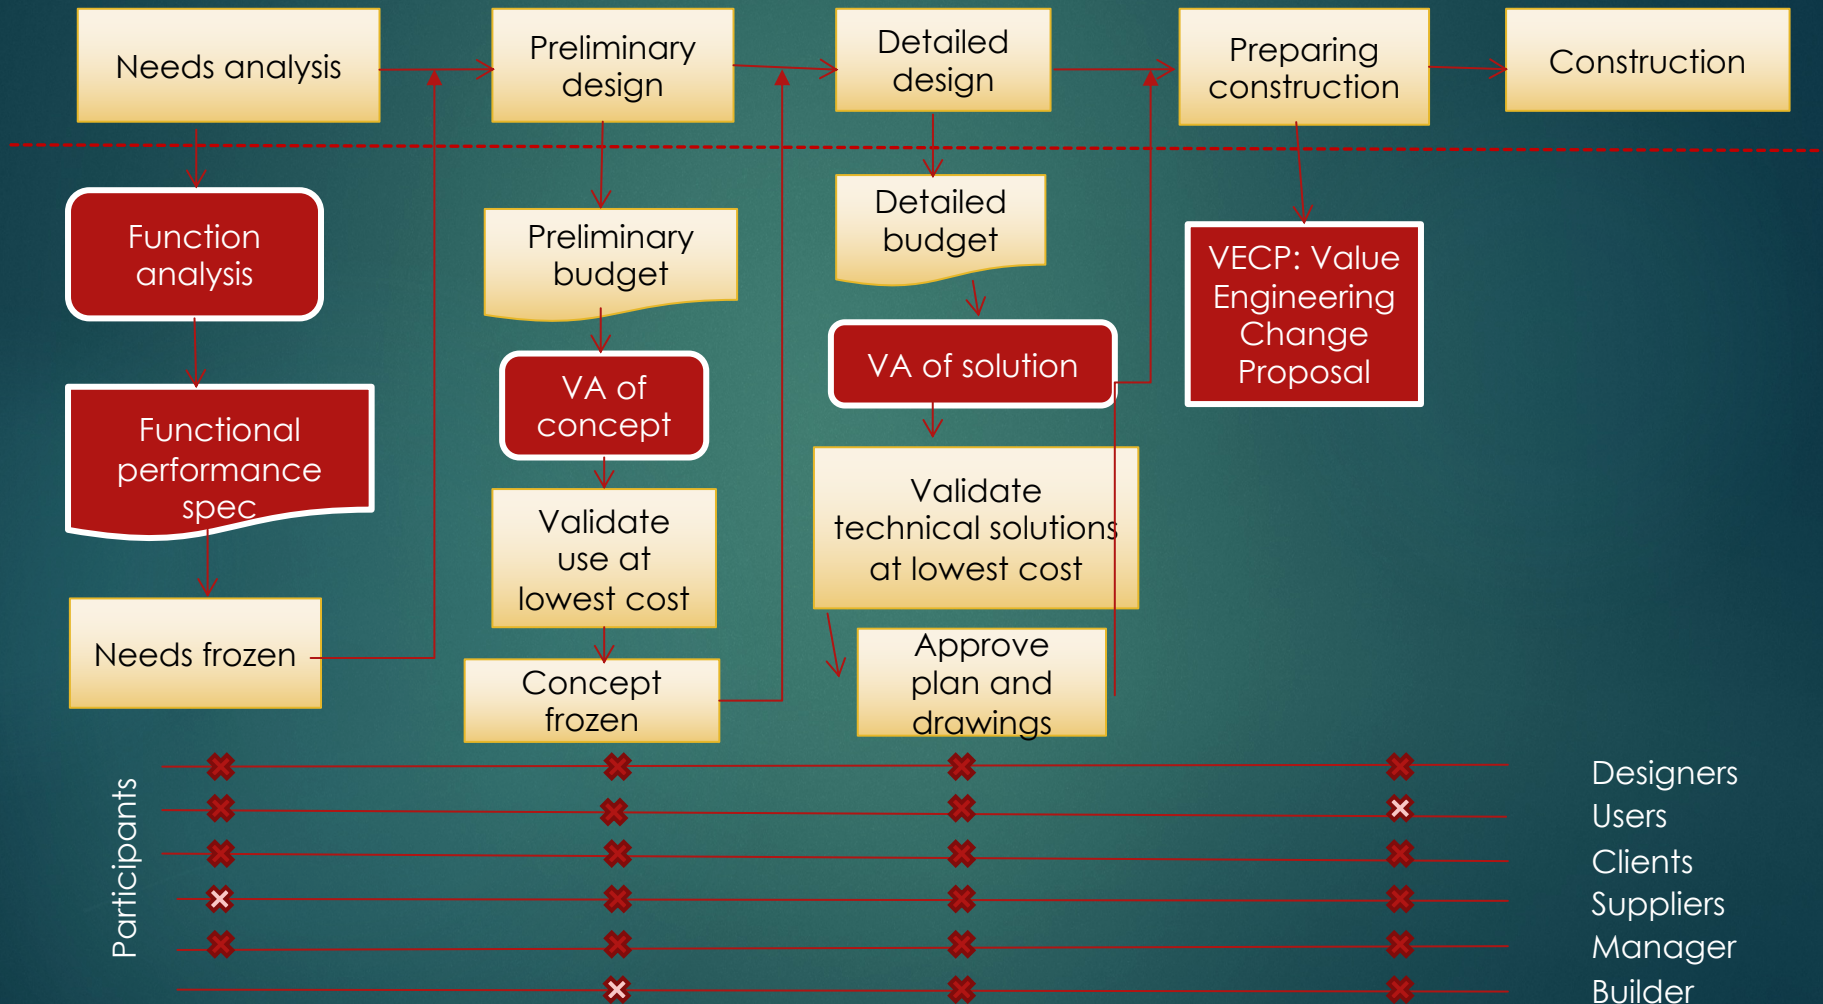 Needs analysis
Preliminary
design
Detailed
design
Preparing
construction
Construction
Function
analysis
Functional
performance
spec
Needs frozen
Preliminary
budget
VA of
concept
Validate
use at
lowest cost
Concept
frozen
Detailed
budget
VA of solution
Validate
technical solutions
at lowest cost
Approve
plan and
drawings
VECP: Value
Engineering
Change
Proposal
Participants
Designers
Users
Clients
Suppliers
Manager
Builder